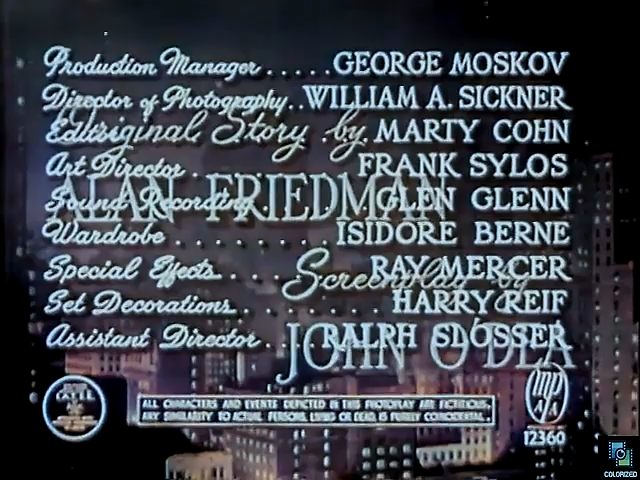 Production Manager.....GEORGE MOSKOV
Director of Photography..WILLIAM A. SICKNER
Editor MARTY COHN
Original Story by
Art Director. FRANK SYLOS
ALAN FRIEDMAN
Sound Recording GLEN GLENN
Wardrobe........ISIDORE BERNE
Special Effects....RAY MERCER
Screenplay by
Set Decorations.......HARRY REIF
Assistant Director..RALPH SLOSSER
JOHN O'DEA
ALL CHARACTERS AND EVENTS DEPICTED IN THIS PHOTOPLAY ARE FICTITIOUS.
ANY SIMILARITY TO ACTUAL PERSONS, LIVING OR DEAD, IS PURELY COINCIDENTAL.
I.A.T.S.E.
12360
COLORIZED